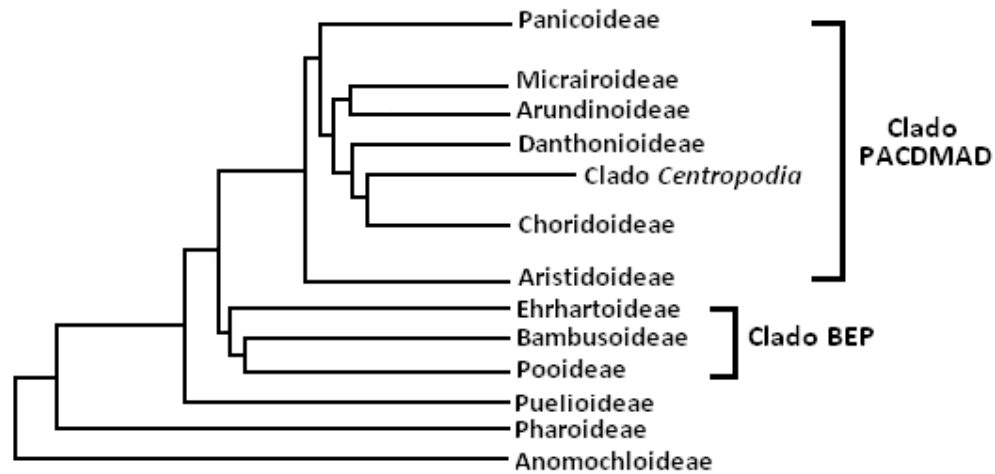 Panicoideae
Micrairoideae
Arundinoideae
Danthonioideae
Clado Centropodia
Choridoideae
Aristidoideae
Clado
PACDMAD
Ehrhartoideae
Bambusoideae
Pooideae
Clado BEP
Puelioideae
Pharoideae
Anomochloideae